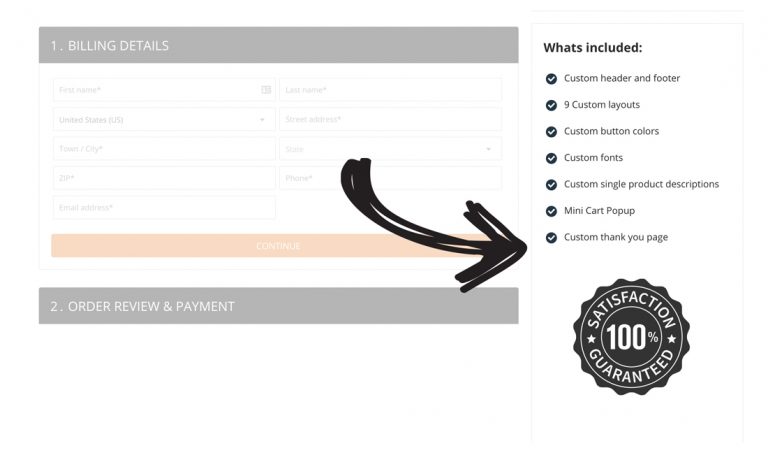 1. BILLING DETAILS
First name*
Last name*
United States (US)
Street address*
Town / City*
State
ZIP*
Phone*
Email address*
CONTINUE
2. ORDER REVIEW & PAYMENT
Whats included:
Custom header and footer
9 Custom layouts
Custom button colors
Custom fonts
Custom single product descriptions
Mini Cart Popup
Custom thank you page
SATISFACTION
100%
GUARANTEED